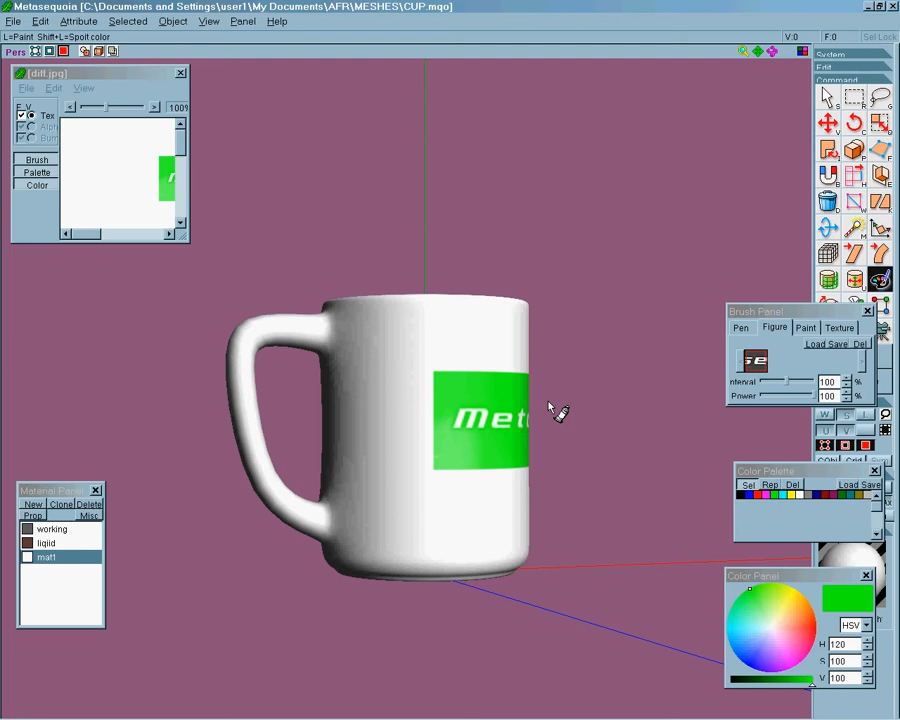 Metasequoia [C:\Documents and Settings\user1\My Documents\AFR\MESHES\CUP.mqo]
File Edit Attribute Selected Object View Panel Help
L=Paint Shift+L=Spoit color V:0 F:0 Sel Lock
Pers
System
Edit
Command
[diff.jpg]
File Edit View
E V
Tex
100%
Brush
Palette
Color
Met
Brush Panel
Pen Figure Paint Texture
Load Save Del
Interval 100 %
Power 100 %
W S L
U V
Color Palette
Sel Rep Del Load Save
Material Panel
New Clone Delete
Prop Misc
working
liqiid
mat1
Color Panel
HSV
H 120
S 100
V 100